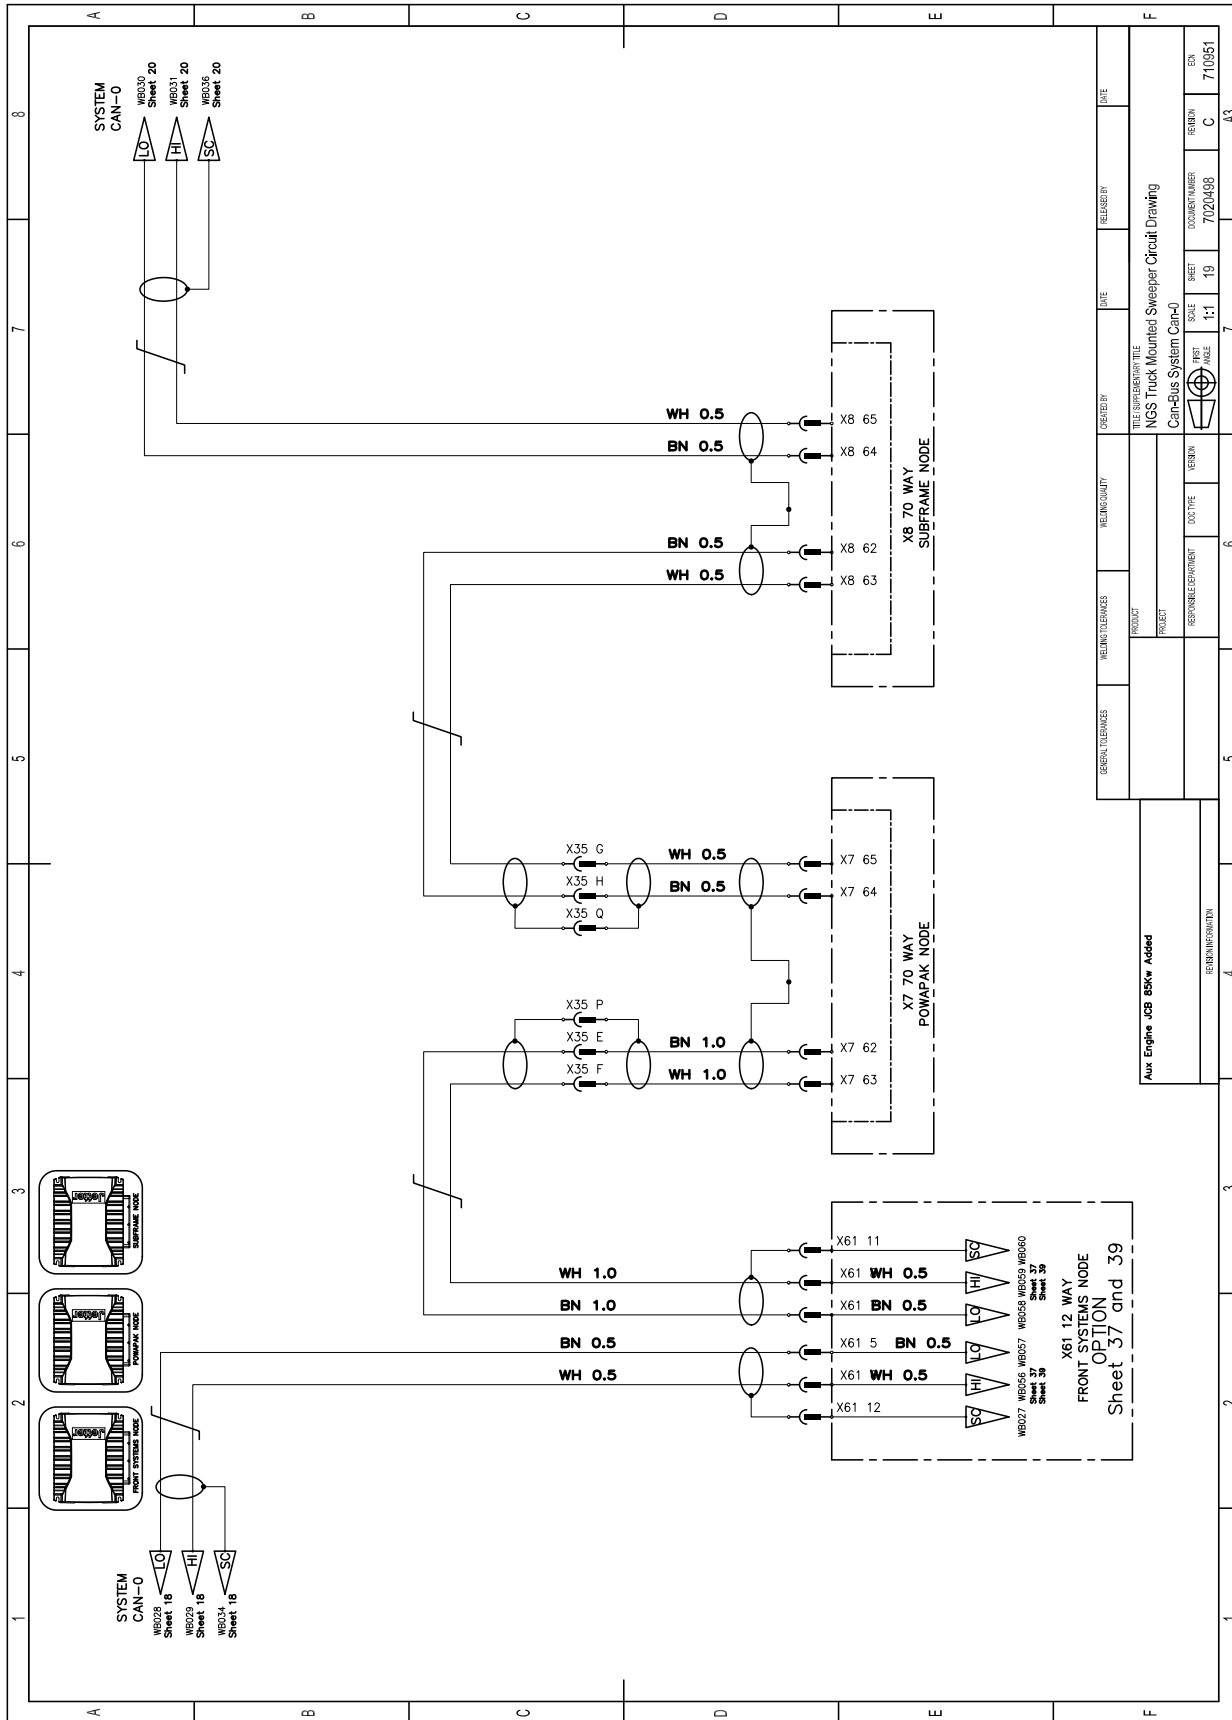 A
B
C
D
E
F
8
7
6
5
4
3
2
1
SYSTEM
CAN-0
LO
WB030
Sheet 20
HI
WB031
Sheet 20
SC
WB036
Sheet 20
WH 0.5
X8 65
BN 0.5
X8 64
BN 0.5
X8 62
WH 0.5
X8 63
X8 70 WAY
SUBFRAME NODE
X35 G
WH 0.5
X7 65
X35 H
BN 0.5
X7 64
X35 Q
X35 P
X35 E
BN 1.0
X7 62
X35 F
WH 1.0
X7 63
X7 70 WAY
POWAPAK NODE
Jetter
SUBFRAME NODE
Jetter
POWAPAK NODE
Jetter
FRONT SYSTEMS NODE
X61 11
SC
WB060
WH 1.0
X61
WH 0.5
HI
WB059
Sheet 37
Sheet 39
BN 1.0
X61
BN 0.5
LO
WB058
BN 0.5
X61 5
BN 0.5
LO
WB057
WH 0.5
X61
WH 0.5
HI
WB056
Sheet 37
Sheet 39
X61 12
SC
WB027
X61 12 WAY
FRONT SYSTEMS NODE
OPTION
Sheet 37 and 39
SYSTEM
CAN-0
LO
WB028
Sheet 18
HI
WB029
Sheet 18
SC
WB034
Sheet 18
Aux Engine JCB 85Kw Added
REVISION INFORMATION
GENERAL TOLERANCES
WELDING TOLERANCES
WELDING QUALITY
CREATED BY
DATE
RELEASED BY
DATE
PRODUCT
PROJECT
TITLE / SUPPLEMENTARY TITLE
NGS Truck Mounted Sweeper Circuit Drawing
Can-Bus System Can-0
RESPONSIBLE DEPARTMENT
DOC TYPE
VERSION
FIRST
ANGLE
SCALE
1:1
SHEET
19
DOCUMENT NUMBER
7020498
REVISION
C
ECN
710951
A3
7
6
5
4
3
2
1
A
B
C
D
E
F